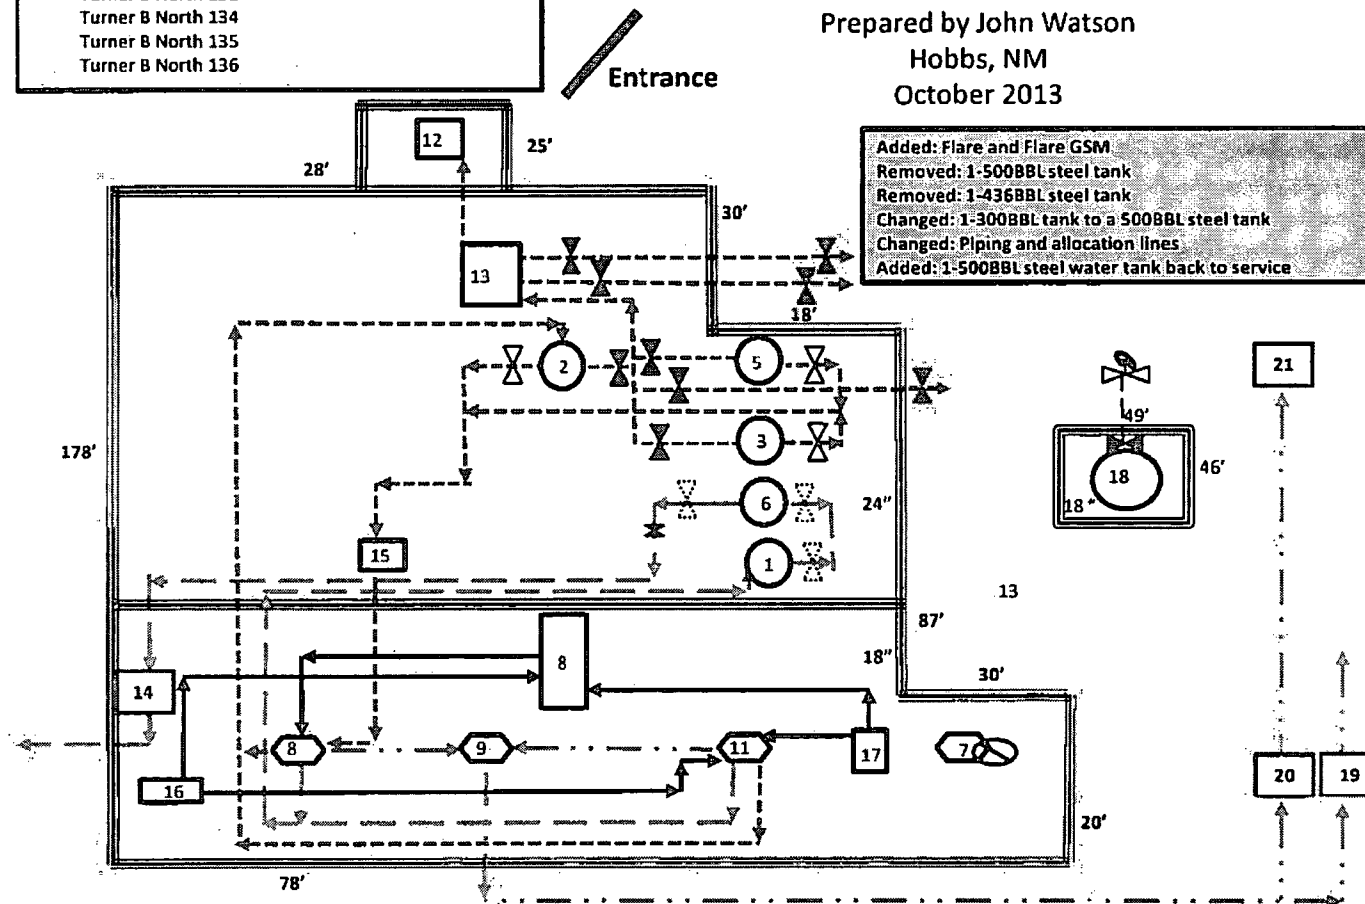 Turner B North 134
Turner B North 135
Turner B North 136
Entrance
Prepared by John Watson
Hobbs, NM
October 2013
Added: Flare and Flare GSM
Removed: 1-500BBL steel tank
Removed: 1-436BBL steel tank
Changed: 1-300BBL tank to a 500BBL steel tank
Changed: Piping and allocation lines
Added: 1-500BBL steel water tank back to service
12
25'
28'
30'
13
18'
2
5
21
49'
3
178'
46'
18
18"
6
24"
15
1
13
87'
8
18"
30'
14
8
9
11
17
7
20
19
16
20'
78'